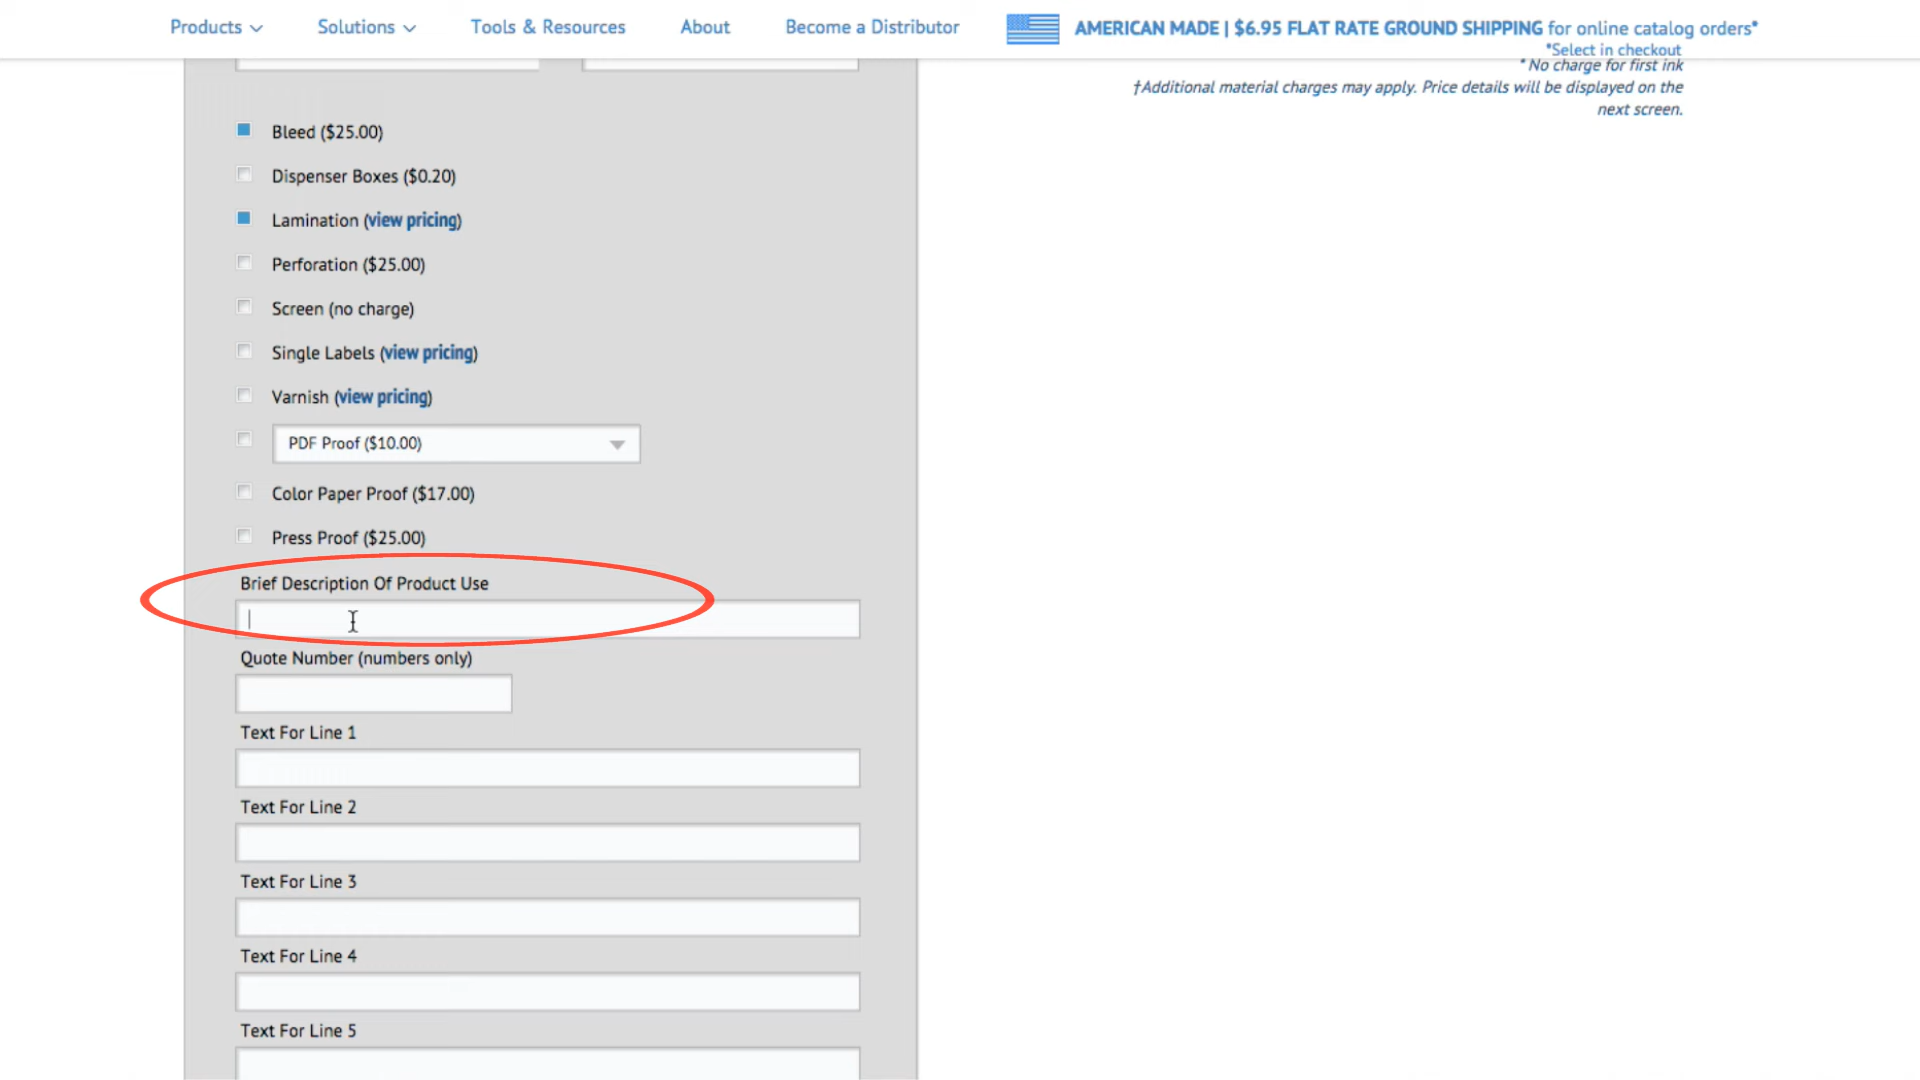 Products
Solutions
Tools & Resources
About
Become a Distributor
AMERICAN MADE | $6.95 FLAT RATE GROUND SHIPPING for online catalog orders*
*Select in checkout
* No charge for first ink
†Additional material charges may apply. Price details will be displayed on the
next screen.
Bleed ($25.00)
Dispenser Boxes ($0.20)
Lamination (view pricing)
Perforation ($25.00)
Screen (no charge)
Single Labels (view pricing)
Varnish (view pricing)
PDF Proof ($10.00)
Color Paper Proof ($17.00)
Press Proof ($25.00)
Brief Description Of Product Use
Quote Number (numbers only)
Text For Line 1
Text For Line 2
Text For Line 3
Text For Line 4
Text For Line 5